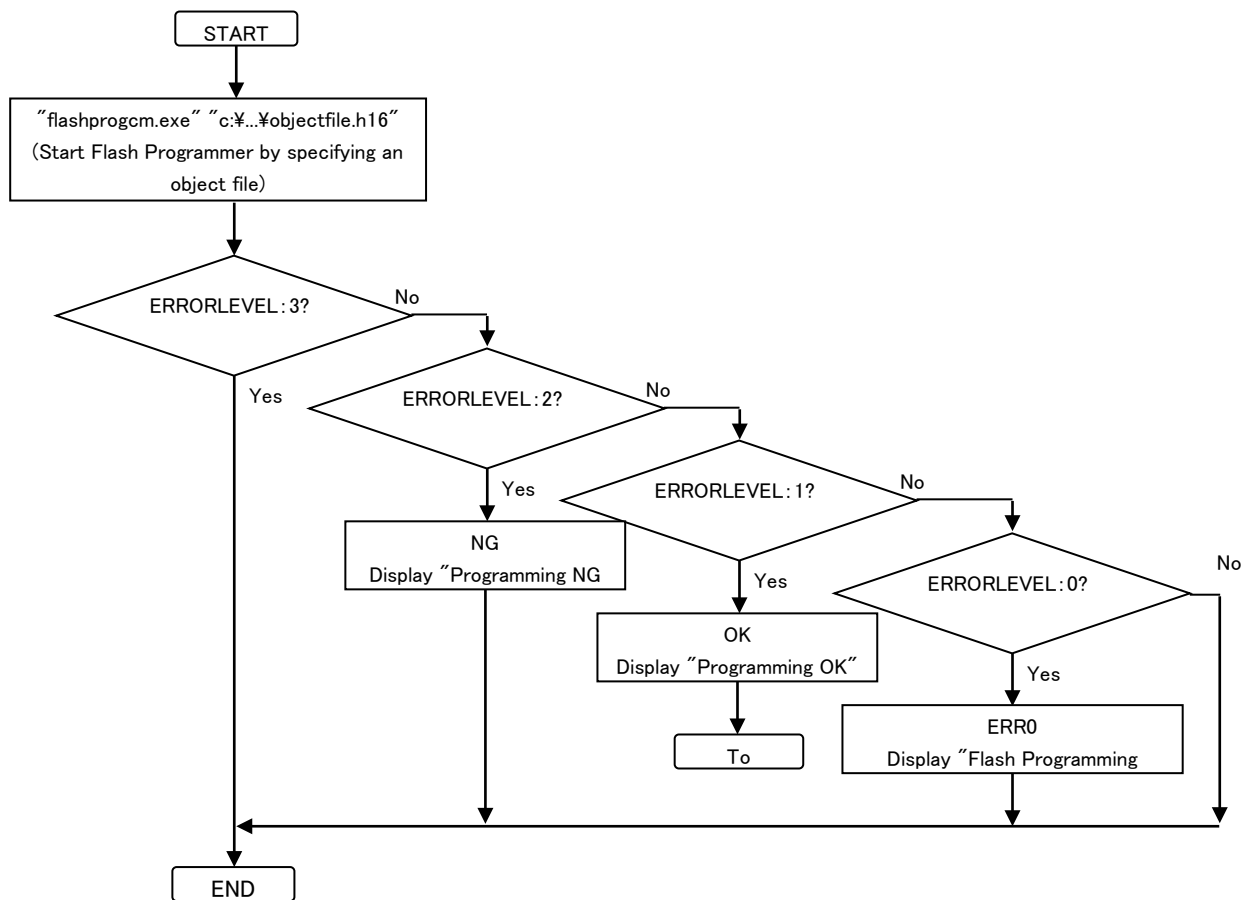 START
"flashprogcm.exe" "c:¥...¥objectfile.h16"
(Start Flash Programmer by specifying an
object file)
ERRORLEVEL:3?
No
Yes
ERRORLEVEL:2?
No
Yes
NG
Display "Programming NG
ERRORLEVEL:1?
No
Yes
OK
Display "Programming OK"
To
ERRORLEVEL:0?
No
Yes
ERR0
Display "Flash Programming
END